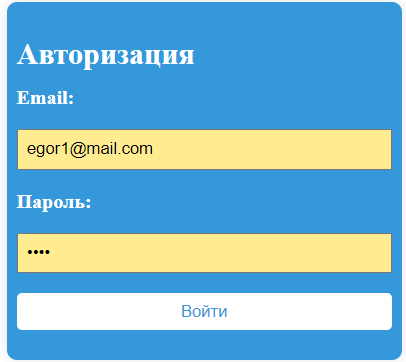 Авторизация
Email:
egor1@mail.com
Пароль:
••••
Войти